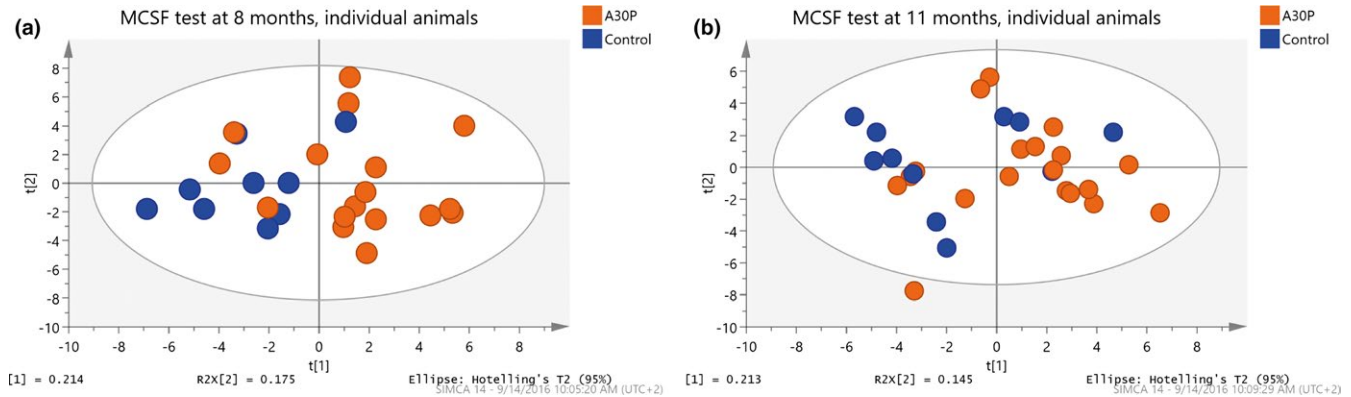 (a)
MCSF test at 8 months, individual animals
A30P
Control
8
6
4
2
0
-2
-4
-6
-8
-10
t[2]
-10 -8 -6 -4 -2 0 2 4 6 8
t[1]
[1] = 0.214 R2X[2] = 0.175 Ellipse: Hotelling's T2 (95%)
SIMCA 14 - 9/14/2016 10:05:20 AM (UTC+2)
(b)
MCSF test at 11 months, individual animals
A30P
Control
6
4
2
0
-2
-4
-6
-8
-10
t[2]
-10 -8 -6 -4 -2 0 2 4 6 8
t[1]
[1] = 0.213 R2X[2] = 0.145 Ellipse: Hotelling's T2 (95%)
SIMCA 14 - 9/14/2016 10:09:29 AM (UTC+2)